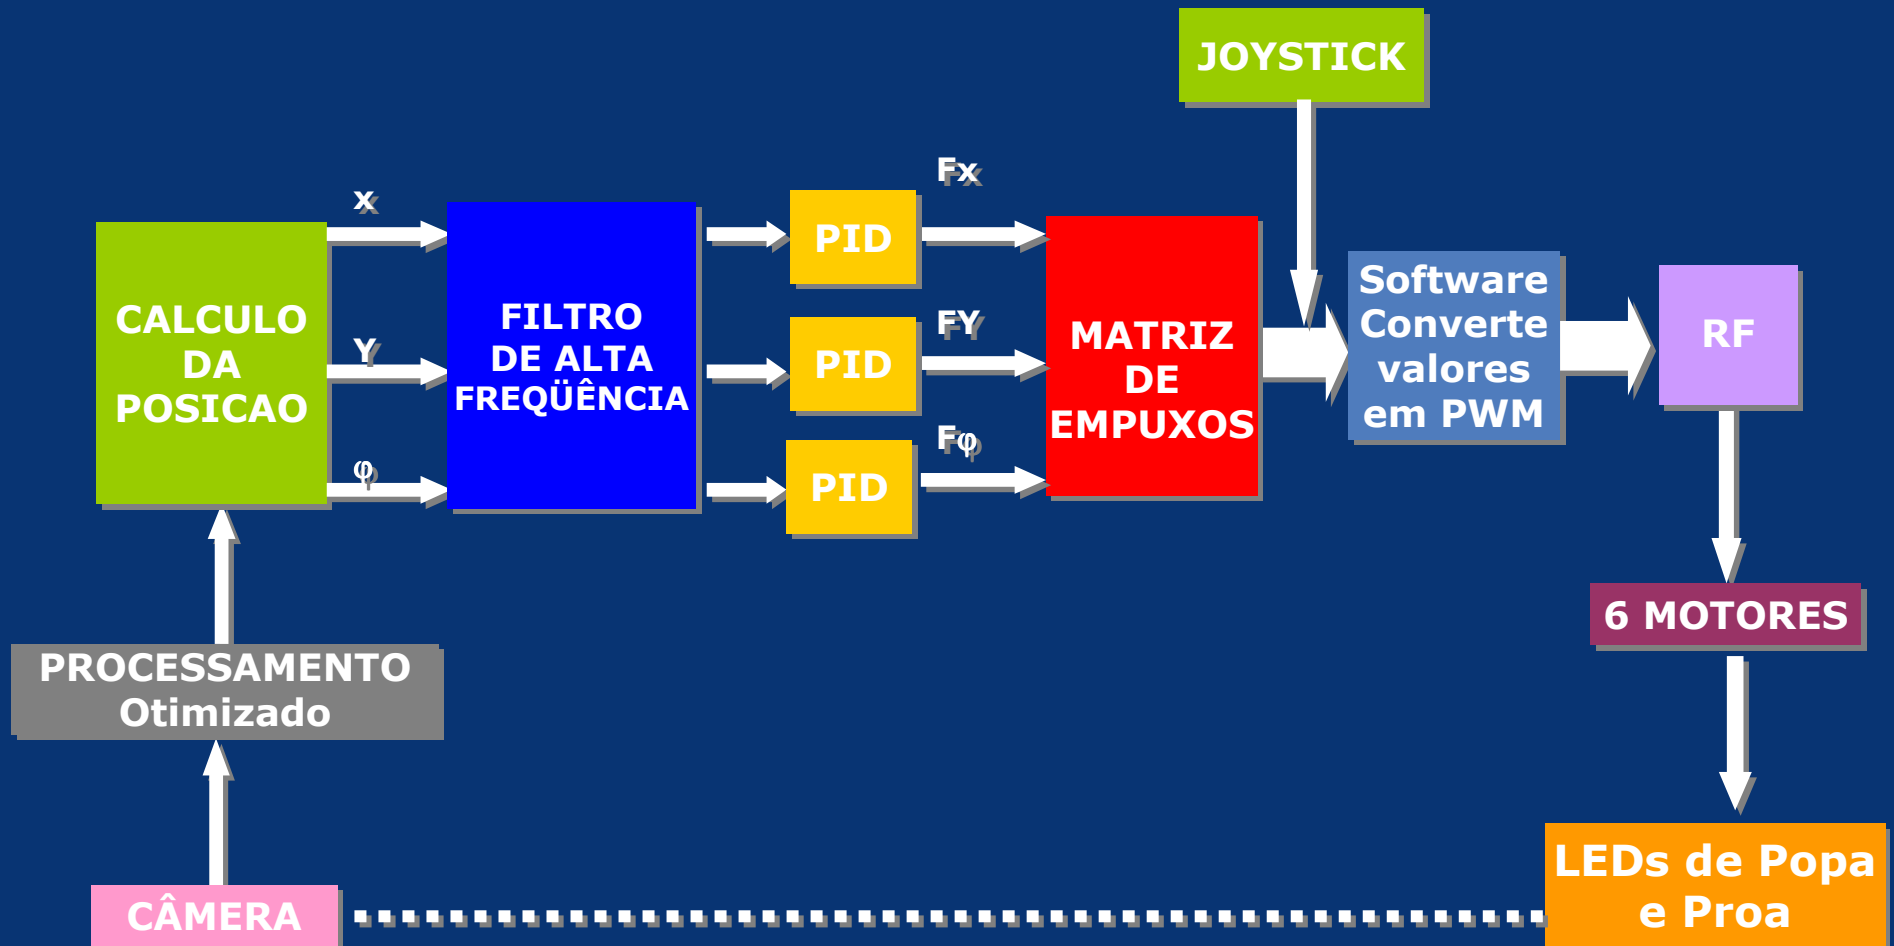 JOYSTICK
x
Y
φ
CALCULO
DA
POSICAO
FILTRO
DE ALTA
FREQÜÊNCIA
PID
PID
PID
Fx
FY
Fφ
MATRIZ
DE
EMPUXOS
Software
Converte
valores
em PWM
RF
6 MOTORES
PROCESSAMENTO
Otimizado
CÂMERA
LEDs de Popa
e Proa